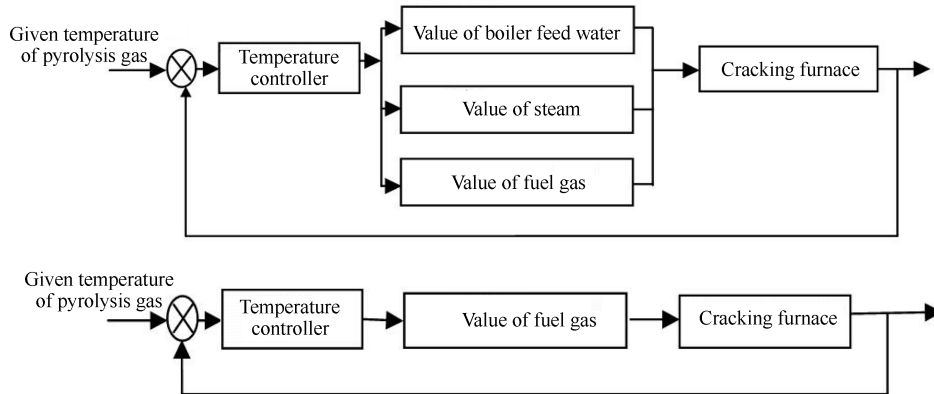 Given temperature
of pyrolysis gas
Temperature
controller
Value of boiler feed water
Value of steam
Value of fuel gas
Cracking furnace
Given temperature
of pyrolysis gas
Temperature
controller
Value of fuel gas
Cracking furnace